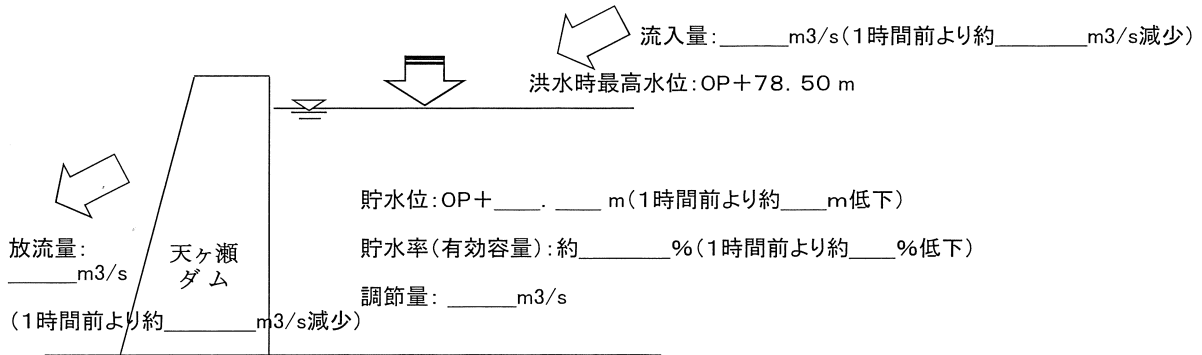 流入量：______m3/s（１時間前より約________m3/s減少）
洪水時最高水位：OP＋７８．５０ m
貯水位：OP＋____．____ m（１時間前より約____ｍ低下）
貯水率（有効容量）：約________％（１時間前より約____％低下）
調節量： ______m3/s
放流量：
______m3/s
（１時間前より約________m3/s減少）
天ヶ瀬
ダム